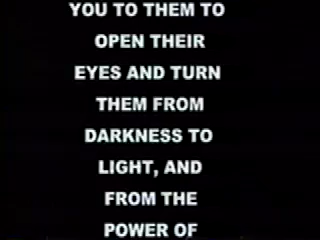 YOU TO THEM TO
OPEN THEIR
EYES AND TURN
THEM FROM
DARKNESS TO
LIGHT, AND
FROM THE
POWER OF